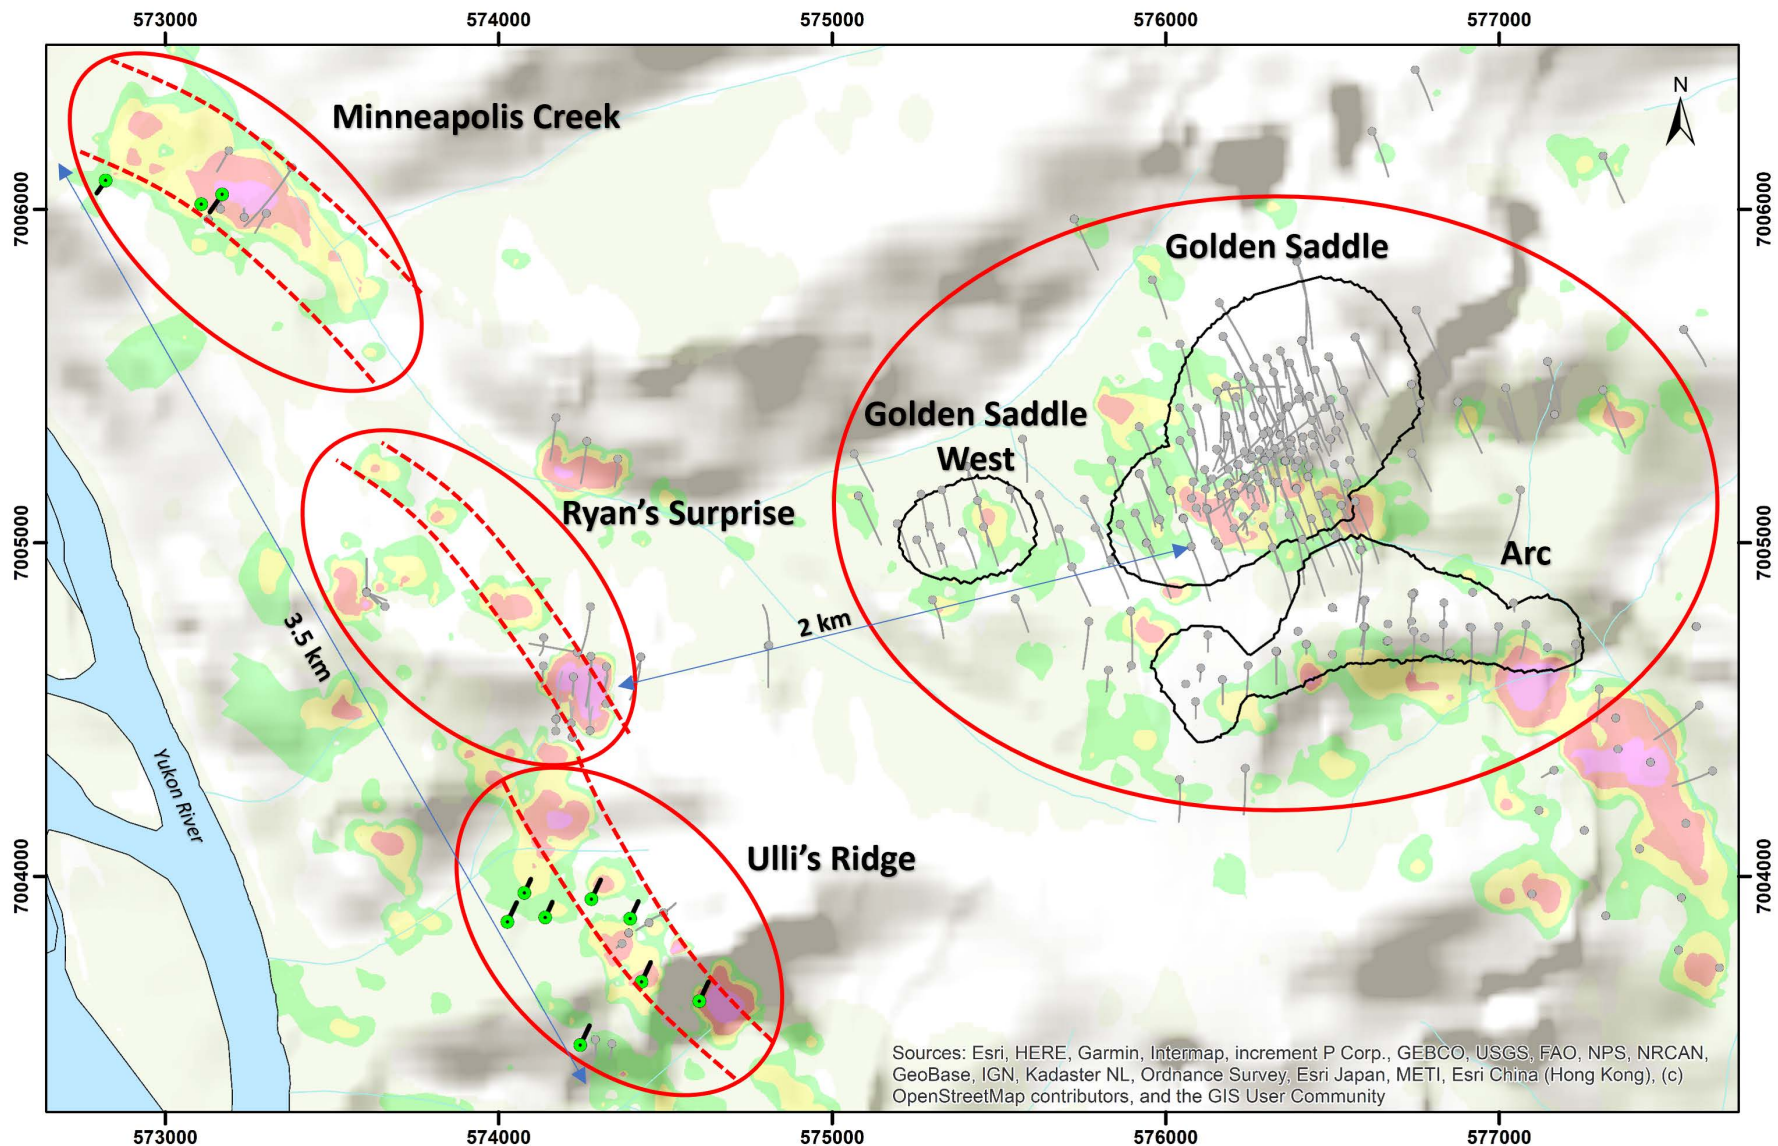 573000 574000 575000 576000 577000
N
Minneapolis Creek
7006000
7006000
Golden Saddle
Golden Saddle
West
Ryan's Surprise
7005000
7005000
Arc
2 km
3.5 km
Yukon River
Ulli's Ridge
7004000
7004000
Sources: Esri, HERE, Garmin, Intermap, increment P Corp., GEBCO, USGS, FAO, NPS, NRCAN,
GeoBase, IGN, Kadaster NL, Ordnance Survey, Esri Japan, METI, Esri China (Hong Kong), (c)
OpenStreetMap contributors, and the GIS User Community
573000 574000 575000 576000 577000